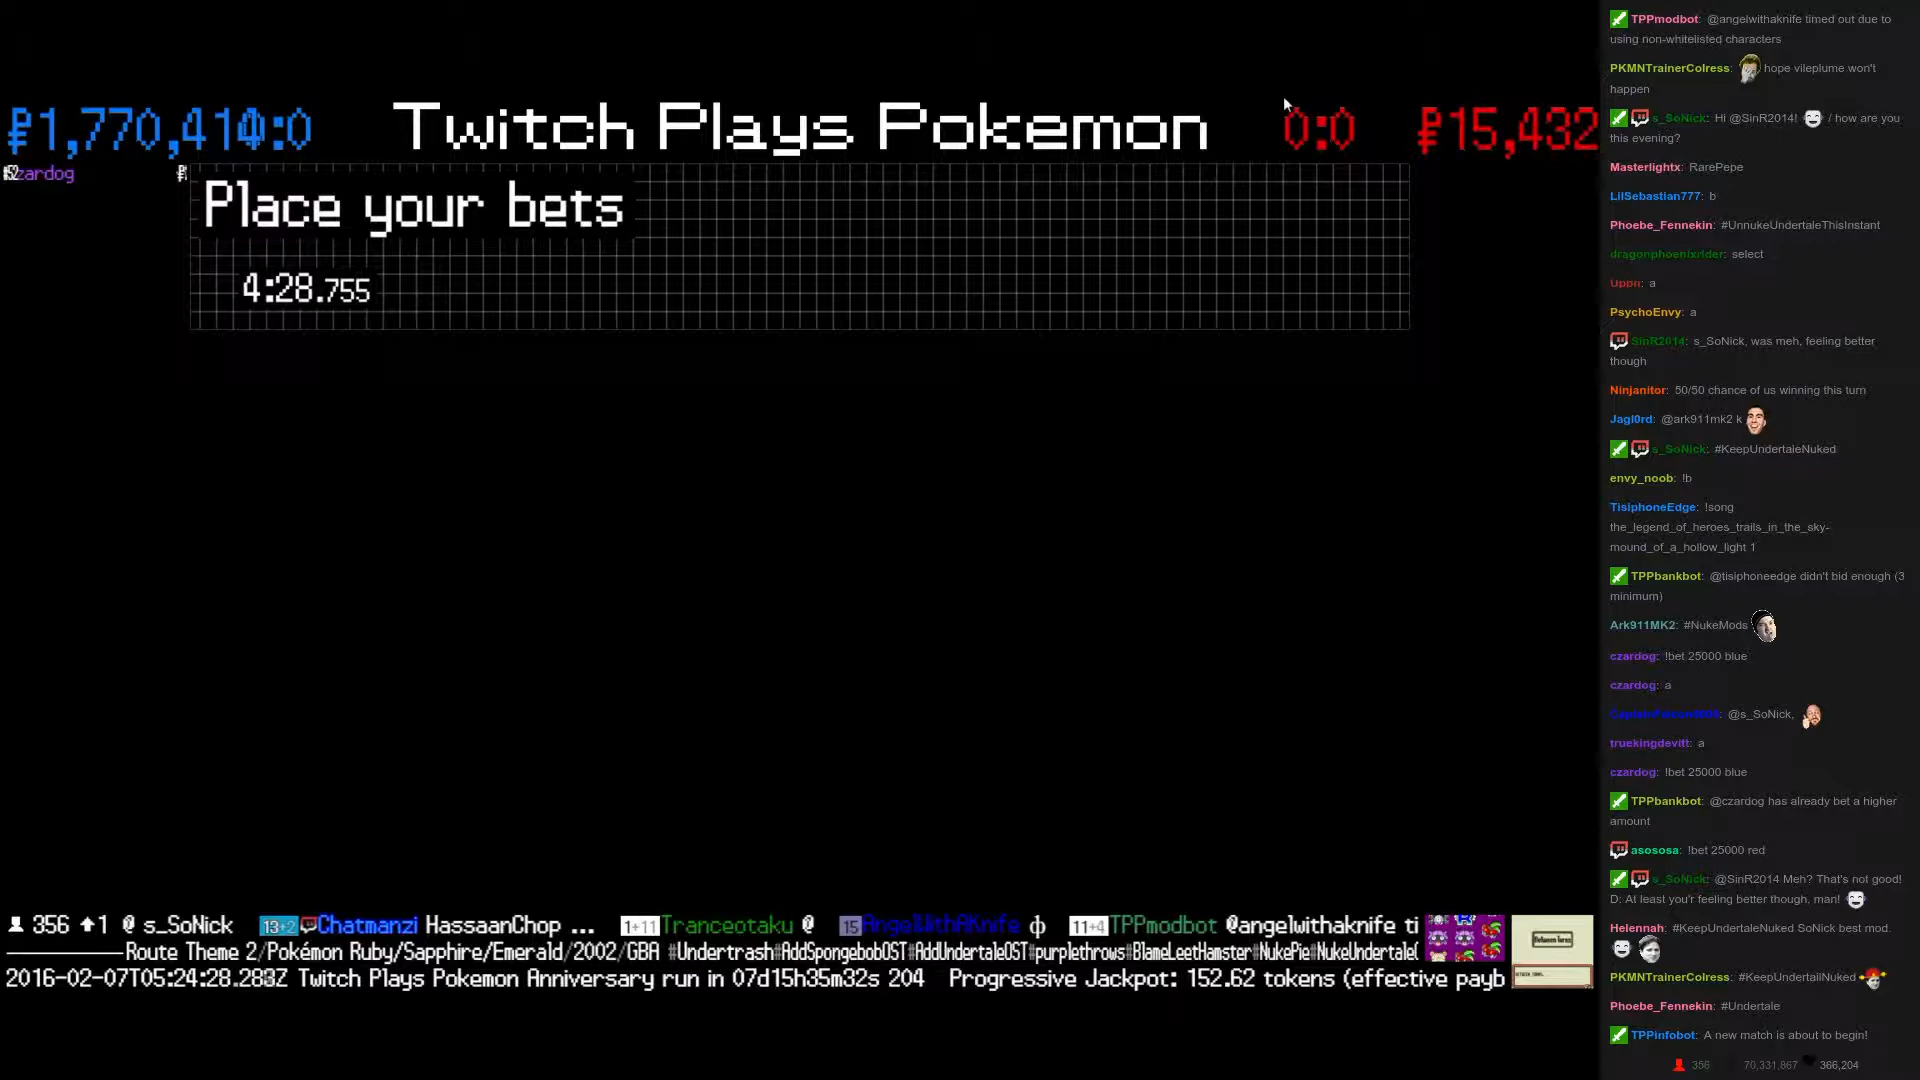 Twitch Plays Pokemon
0:0
₽15,432
zardog
Place your bets
4:28.755
356 1 @ s_SoNick 13+2 Chatmanzi HassaanChop ... 1+11 Tranceotaku @ 15 AngelWithAKnife ф 11+4 TPPmodbot @angelwithaknife ti
Route Theme 2/Pokémon Ruby/Sapphire/Emerald/2002/GBA #Undertrash#AddSpongebobOST#AddUndertaleOST#purplethrows#BlameLeetHamster#NukePie#NukeUndertale
2016-02-07T05:24:28.28 Z Twitch Plays Pokemon Anniversary run in 07d15h35m32s 204 Progressive Jackpot: 152.62 tokens (effective payb
TPPmodbot: @angelwithaknife timed out due to
using non-whitelisted characters
PKMNTrainerColress: hope vileplume won't
happen
s_SoNick: Hi @SinR2014! / how are you
this evening?
Masterlightx: RarePepe
LilSebastian777: b
Phoebe_Fennekin: #UnnukeUndertaleThisInstant
dragonphoenixrider: select
Uppn: a
PsychoEnvy: a
SinR2014: s_SoNick, was meh, feeling better
though
Ninjanitor: 50/50 chance of us winning this turn
Jagl0rd: @ark911mk2 k
s_SoNick: #KeepUndertaleNuked
envy_noob: !b
TisiphoneEdge: !song
the_legend_of_heroes_trails_in_the_sky-
mound_of_a_hollow_light 1
TPPbankbot: @tisiphoneedge didn't bid enough (3
minimum)
Ark911MK2: #NukeMods
czardog: !bet 25000 blue
czardog: a
@s_SoNick,
truekingdevitt: a
czardog: !bet 25000 blue
TPPbankbot: @czardog has already bet a higher
amount
asososa: !bet 25000 red
s_SoNick: @SinR2014 Meh? That's not good!
D: At least you'r feeling better though, man!
Helennah: #KeepUndertaleNuked SoNick best mod.
PKMNTrainerColress: #KeepUndertailNuked
Phoebe_Fennekin: #Undertale
TPPinfobot: A new match is about to begin!
356 70,331,867 366,204